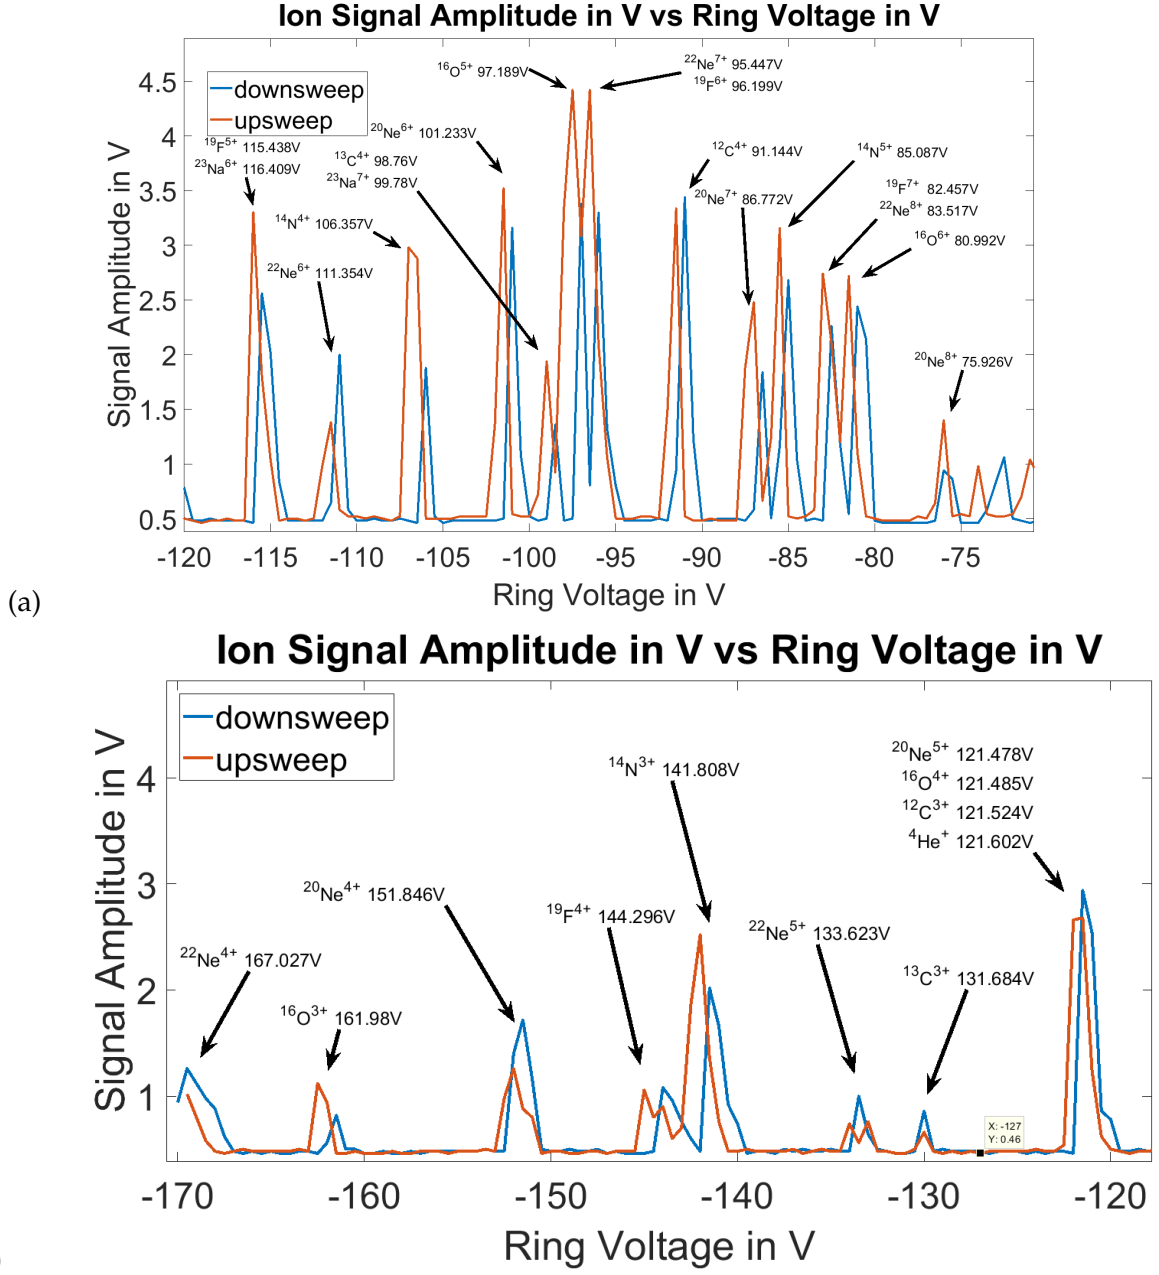 Ion Signal Amplitude in V vs Ring Voltage in V
Signal Amplitude in V
4.5
4
3.5
3
2.5
2
1.5
1
0.5
downsweep
upsweep
¹⁹F⁵⁺ 115.438V
²³Na⁶⁺ 116.409V
²²Ne⁶⁺ 111.354V
¹⁴N⁴⁺ 106.357V
²⁰Ne⁶⁺ 101.233V
¹³C⁴⁺ 98.76V
²³Na⁷⁺ 99.78V
¹⁶O⁵⁺ 97.189V
²²Ne⁷⁺ 95.447V
¹⁹F⁶⁺ 96.199V
¹²C⁴⁺ 91.144V
²⁰Ne⁷⁺ 86.772V
¹⁴N⁵⁺ 85.087V
¹⁹F⁷⁺ 82.457V
²²Ne⁸⁺ 83.517V
¹⁶O⁶⁺ 80.992V
²⁰Ne⁸⁺ 75.926V
-120 -115 -110 -105 -100 -95 -90 -85 -80 -75
Ring Voltage in V
(a)
Ion Signal Amplitude in V vs Ring Voltage in V
Signal Amplitude in V
4
3
2
1
downsweep
upsweep
²²Ne⁴⁺ 167.027V
¹⁶O³⁺ 161.98V
²⁰Ne⁴⁺ 151.846V
¹⁹F⁴⁺ 144.296V
¹⁴N³⁺ 141.808V
²²Ne⁵⁺ 133.623V
¹³C³⁺ 131.684V
²⁰Ne⁵⁺ 121.478V
¹⁶O⁴⁺ 121.485V
¹²C³⁺ 121.524V
⁴He⁺ 121.602V
X: -127
Y: 0.46
-170 -160 -150 -140 -130 -120
Ring Voltage in V